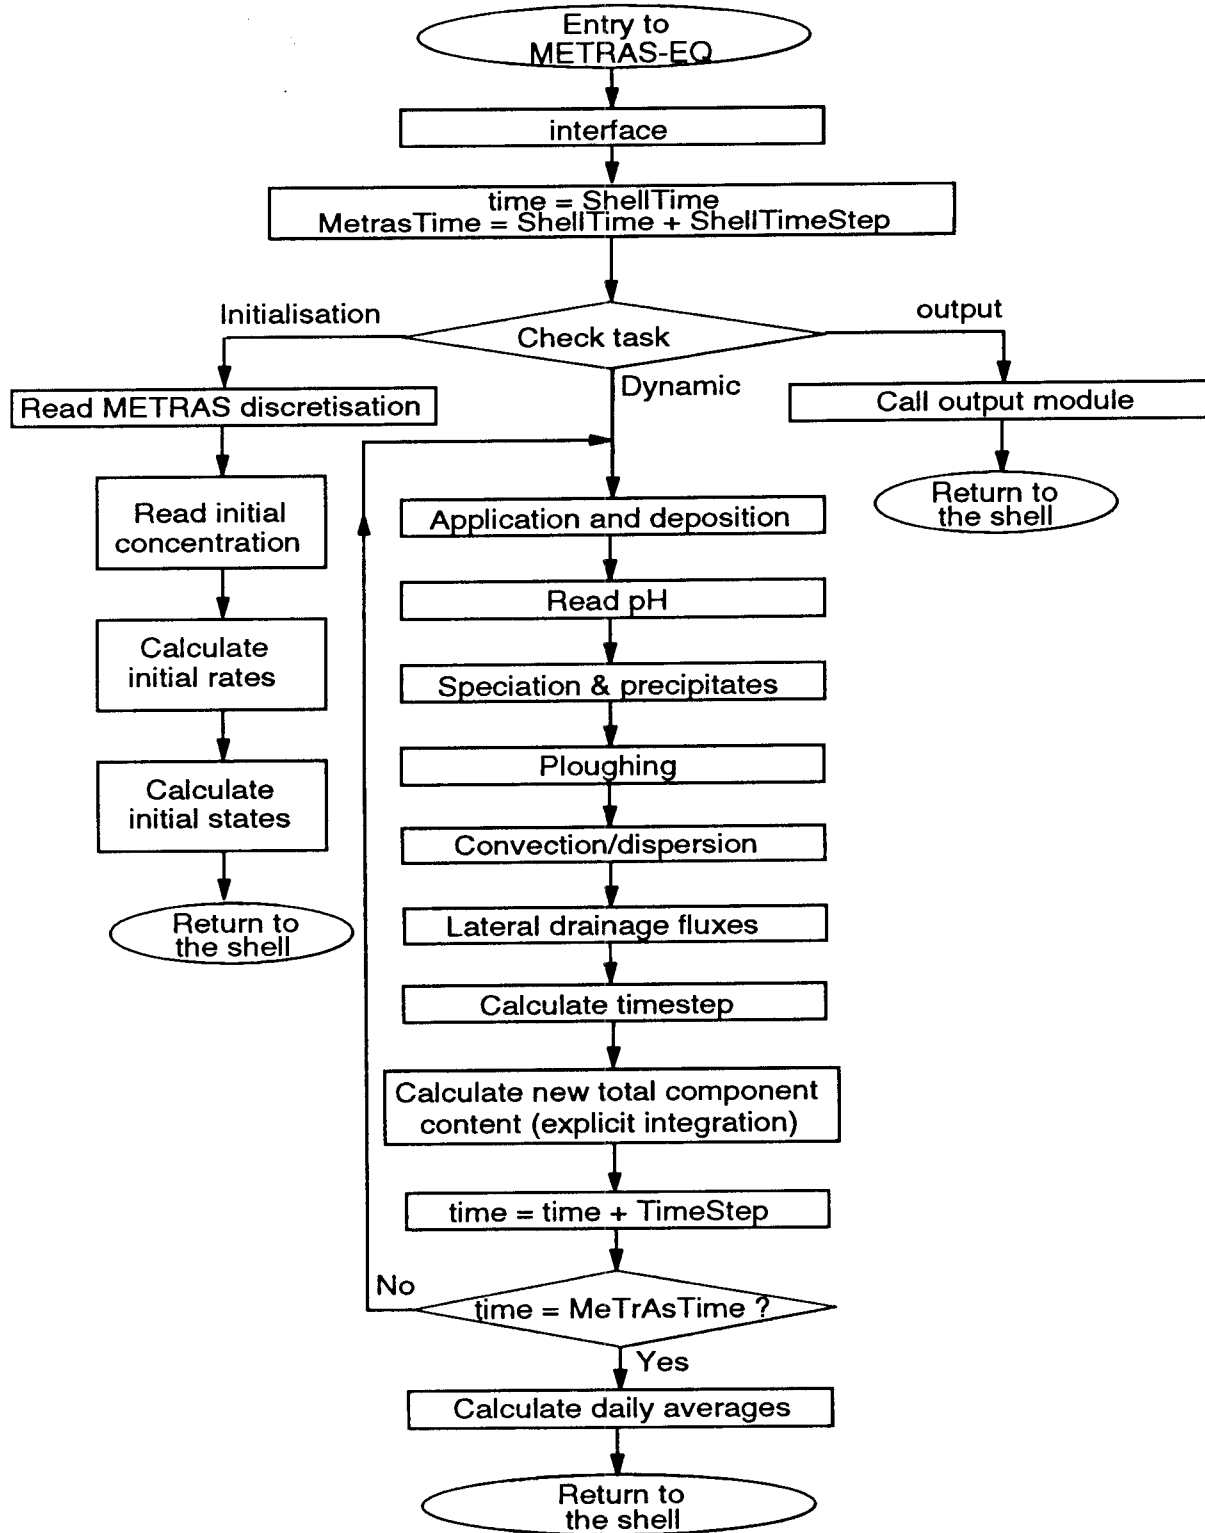 Entry to
METRAS-EQ
interface
time = ShellTime
MetrasTime = ShellTime + ShellTimeStep
Check task
Initialisation
Read METRAS discretisation
Read initial
concentration
Calculate
initial rates
Calculate
initial states
Return to
the shell
Dynamic
Application and deposition
Read pH
Speciation & precipitates
Ploughing
Convection/dispersion
Lateral drainage fluxes
Calculate timestep
Calculate new total component
content (explicit integration)
time = time + TimeStep
time = MeTrAsTime ?
No
Yes
Calculate daily averages
Return to
the shell
output
Call output module
Return to
the shell